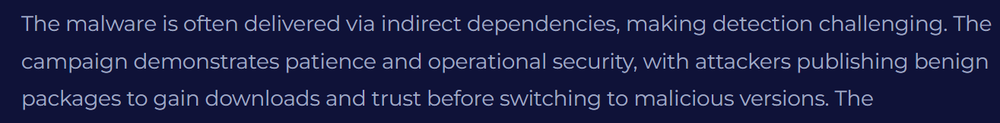 The malware is often delivered via indirect dependencies, making detection challenging. The
campaign demonstrates patience and operational security, with attackers publishing benign
packages to gain downloads and trust before switching to malicious versions. The